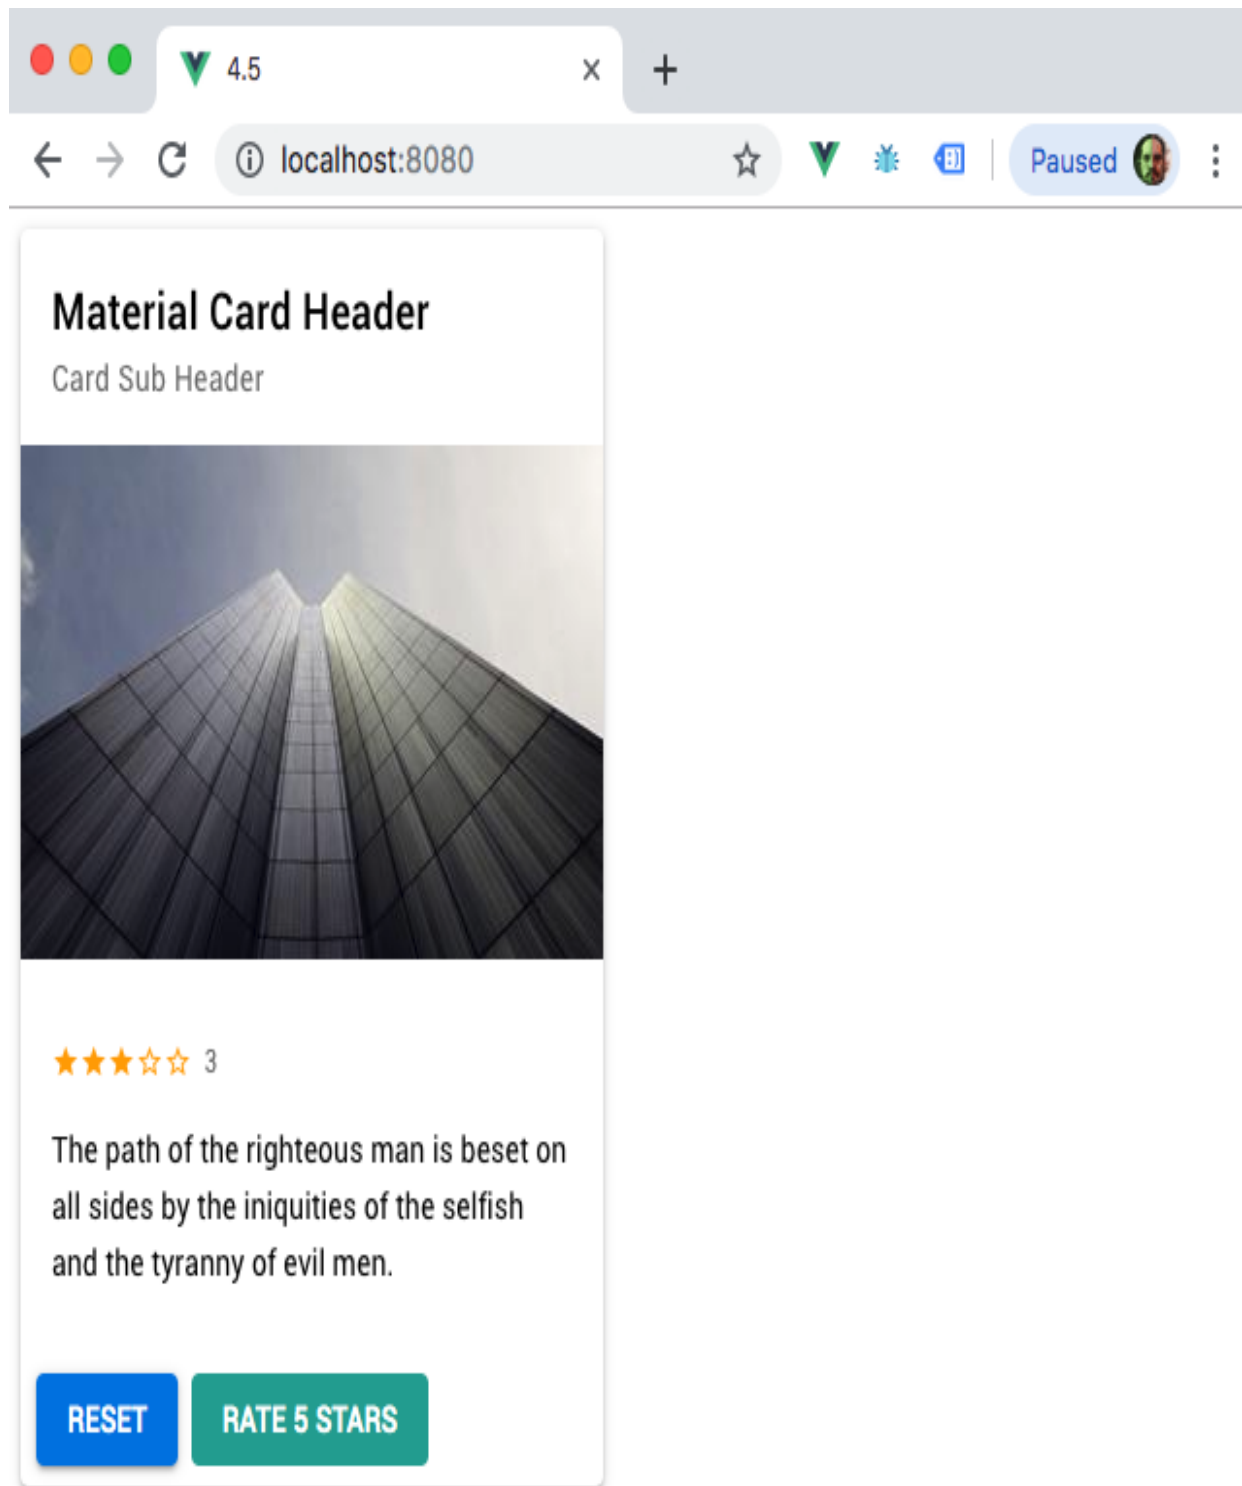 4.5
localhost:8080
Paused
Material Card Header
Card Sub Header
3
The path of the righteous man is beset on
all sides by the iniquities of the selfish
and the tyranny of evil men.
RESET
RATE 5 STARS